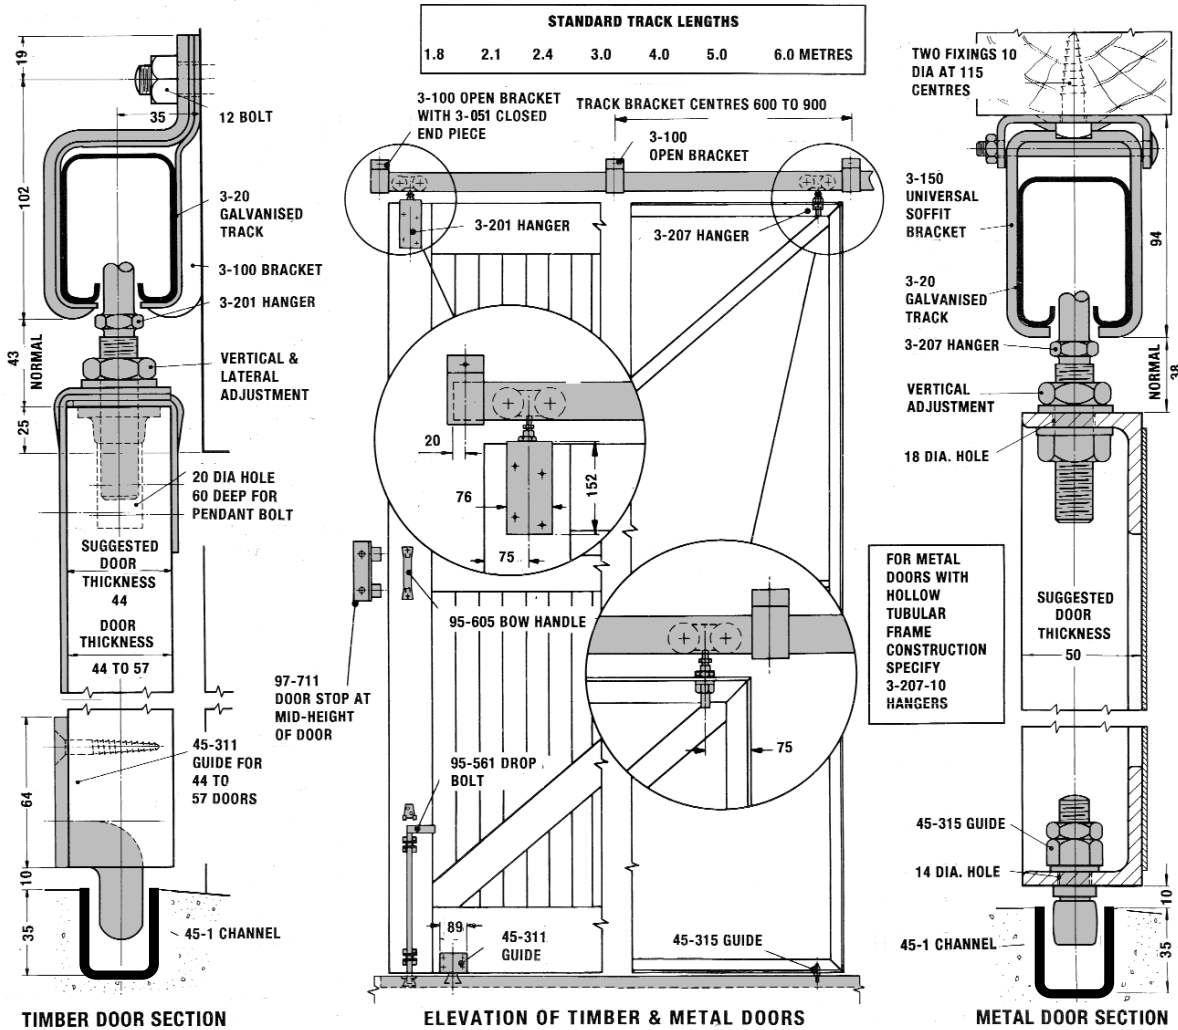 STANDARD TRACK LENGTHS
1.8 2.1 2.4 3.0 4.0 5.0 6.0 METRES
19
35
12 BOLT
102
3-20
GALVANISED
TRACK
3-100 BRACKET
3-201 HANGER
43
NORMAL
VERTICAL &
LATERAL
ADJUSTMENT
25
20 DIA HOLE
60 DEEP FOR
PENDANT BOLT
SUGGESTED
DOOR
THICKNESS
44
DOOR
THICKNESS
44 TO 57
45-311
GUIDE FOR
44 TO
57 DOORS
64
10
35
45-1 CHANNEL
TIMBER DOOR SECTION
3-100 OPEN BRACKET
WITH 3-051 CLOSED
END PIECE
TRACK BRACKET CENTRES 600 TO 900
3-100
OPEN BRACKET
3-201 HANGER
3-207 HANGER
20
76
152
75
95-605 BOW HANDLE
97-711
DOOR STOP AT
MID-HEIGHT
OF DOOR
75
95-561 DROP
BOLT
89
45-311
GUIDE
45-315 GUIDE
ELEVATION OF TIMBER & METAL DOORS
FOR METAL
DOORS WITH
HOLLOW
TUBULAR
FRAME
CONSTRUCTION
SPECIFY
3-207-10
HANGERS
TWO FIXINGS 10
DIA AT 115
CENTRES
3-150
UNIVERSAL
SOFFIT
BRACKET
94
3-20
GALVANISED
TRACK
3-207 HANGER
NORMAL
38
VERTICAL
ADJUSTMENT
18 DIA. HOLE
SUGGESTED
DOOR
THICKNESS
50
45-315 GUIDE
14 DIA. HOLE
10
45-1 CHANNEL
35
METAL DOOR SECTION